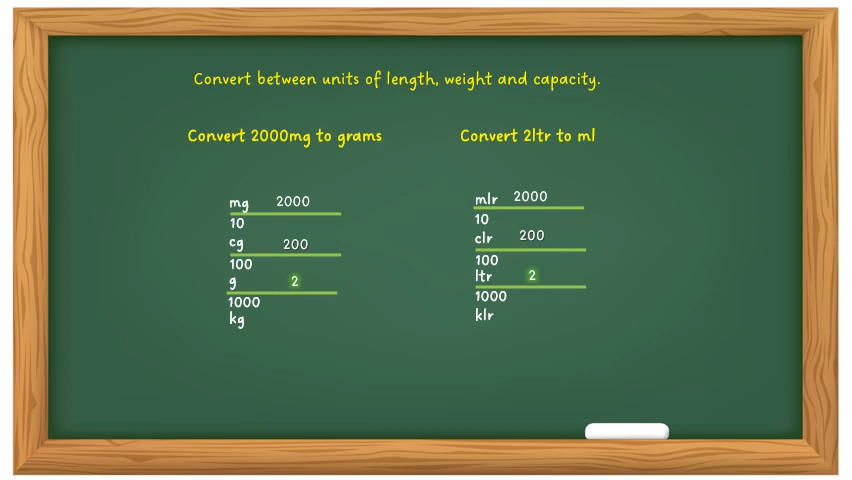 Convert between units of length, weight and capacity.
Convert 2000mg to grams
mg 2000
10
cg 200
100
g 2
1000
kg
Convert 2ltr to ml
mlr 2000
10
clr 200
100
ltr 2
1000
klr